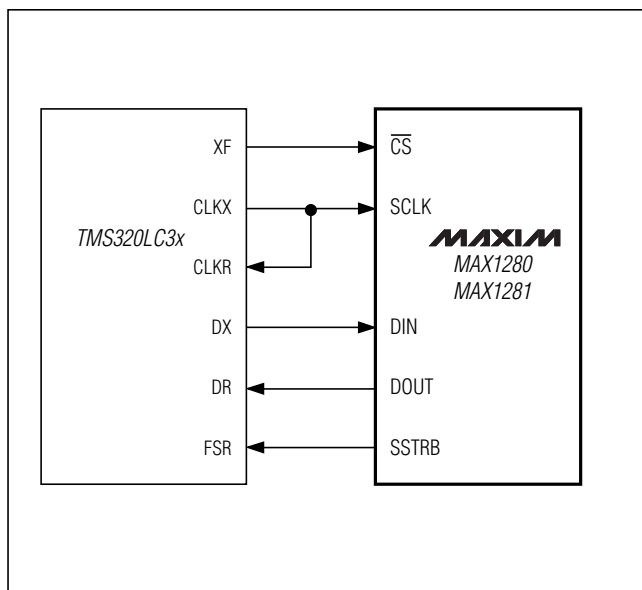 XF
CLKX
CLKR
DX
DR
FSR
TMS320LC3x
CS
SCLK
DIN
DOUT
SSTRB
MAXIM
MAX1280
MAX1281